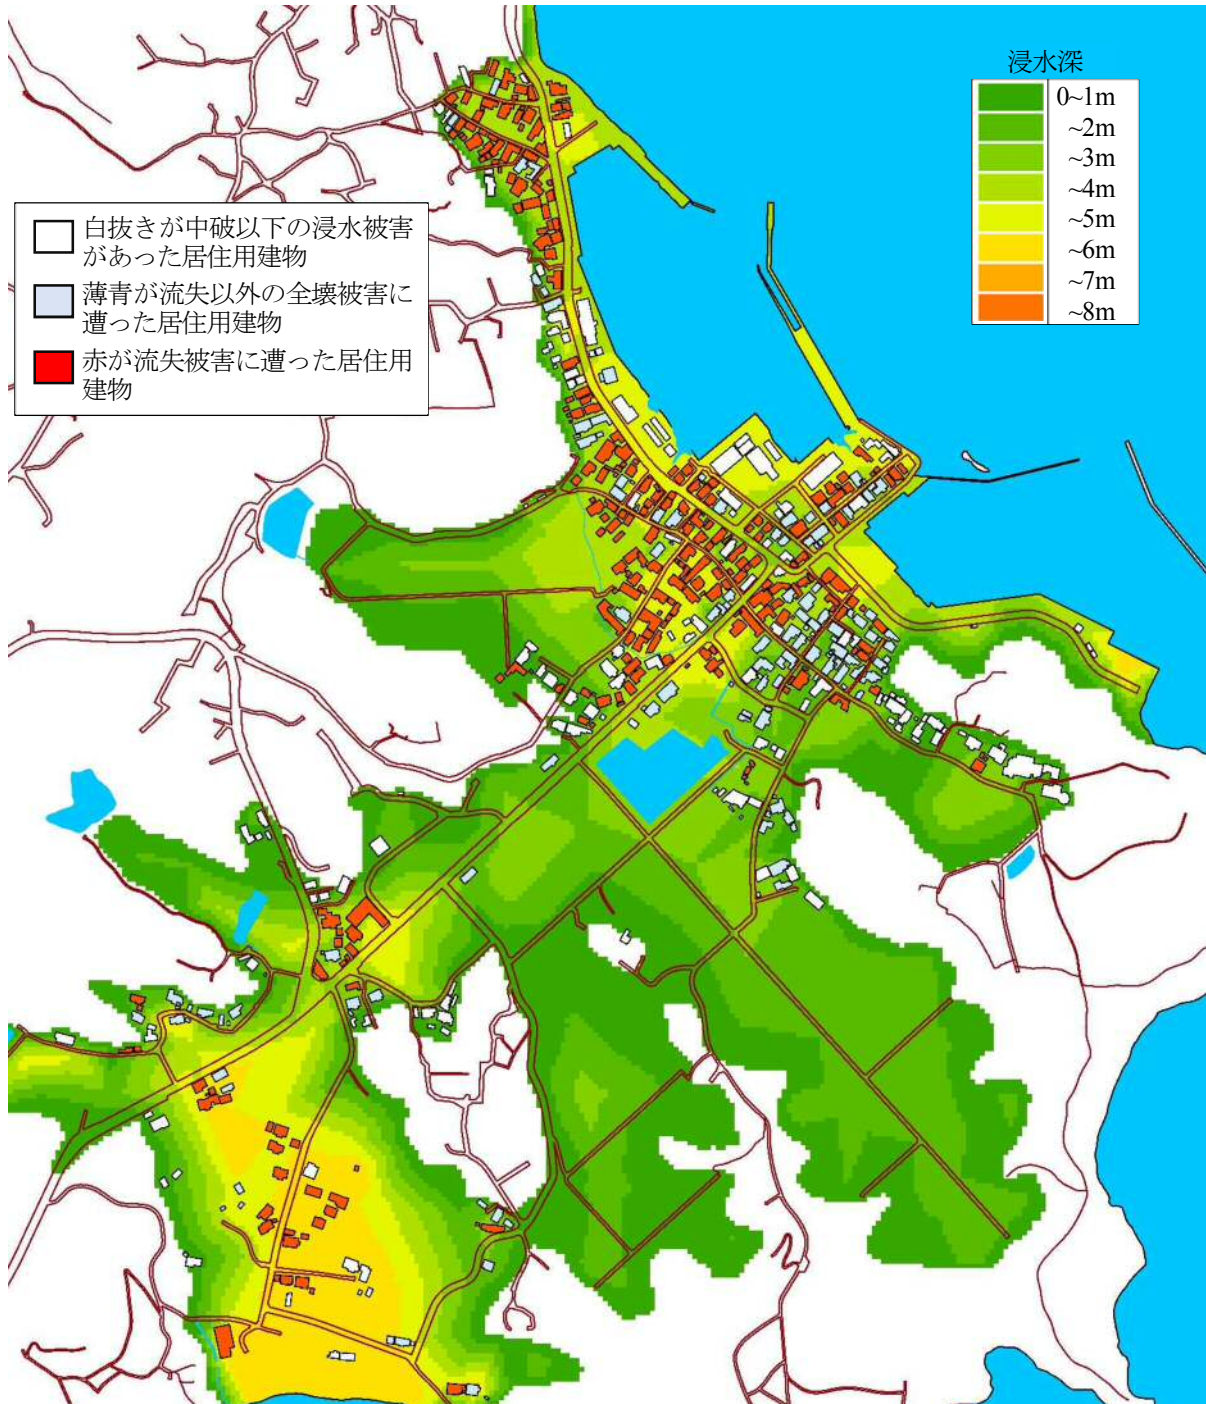 浸水深
0~1m
~2m
~3m
~4m
~5m
~6m
~7m
~8m
白抜きが中破以下の浸水被害
があった居住用建物
薄青が流失以外の全壊被害に
遭った居住用建物
赤が流失被害に遭った居住用
建物